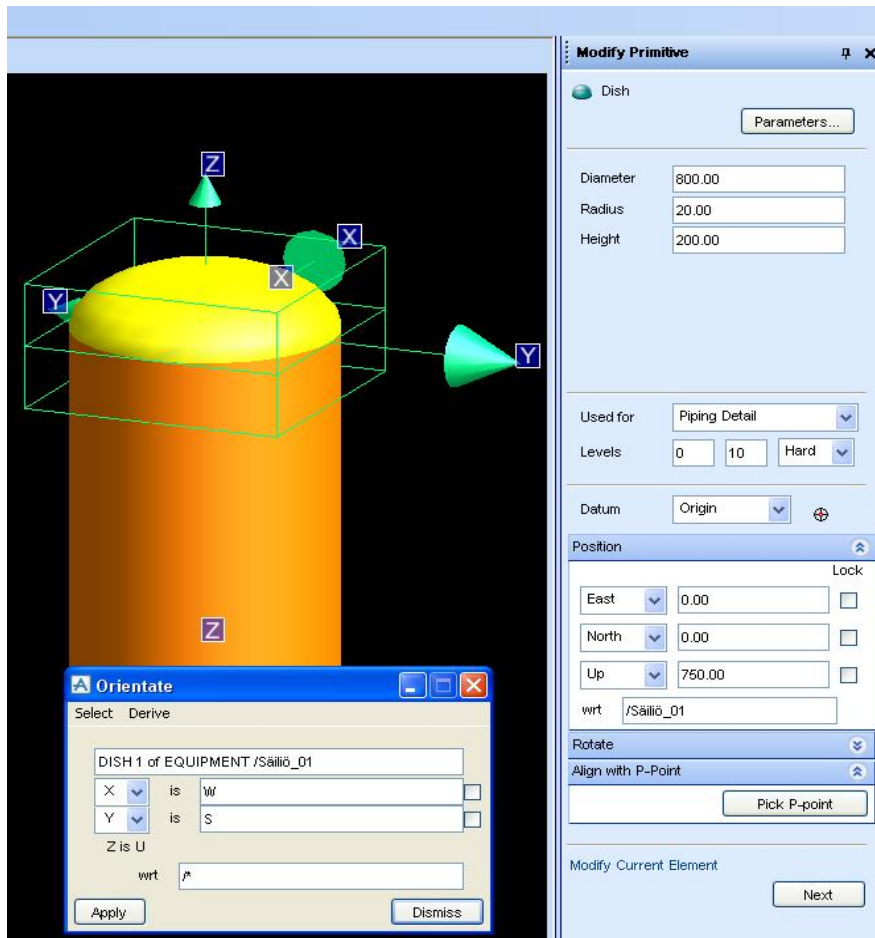 Modify Primitive
Dish
Parameters...
Diameter 800.00
Radius 20.00
Height 200.00
Used for Piping Detail
Levels 0 10 Hard
Datum Origin
Position
Lock
East 0.00
North 0.00
Up 750.00
wrt /Säiliö_01
Rotate
Align with P-Point
Pick P-point
Modify Current Element
Next
Z
X
X
Y
Y
Z
Orientate
Select Derive
DISH 1 of EQUIPMENT /Säiliö_01
X is W
Y is S
Z is U
wrt /*
Apply Dismiss